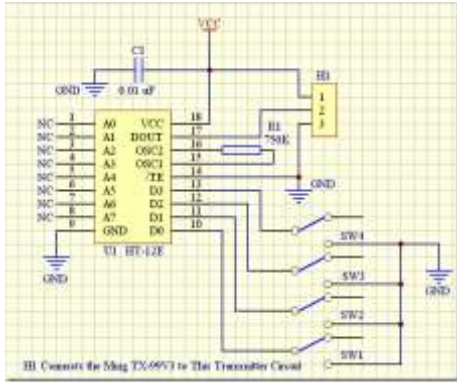 VCC
C1
GND
0.01 uF
H1
1
2
3
R1
750K
NC 1 A0 VCC 18
NC 2 A1 DOUT 17
NC 3 A2 OSC2 16
NC 4 A3 OSC1 15
NC 5 A4 /TE 14
NC 6 A5 D3 13
NC 7 A6 D2 12
NC 8 A7 D1 11
9 GND D0 10
U1 HT-12E
GND
GND
SW4
SW3
GND
SW2
SW1
H1 Connects the Ming TX-99V3 to This Transmitter Circuit